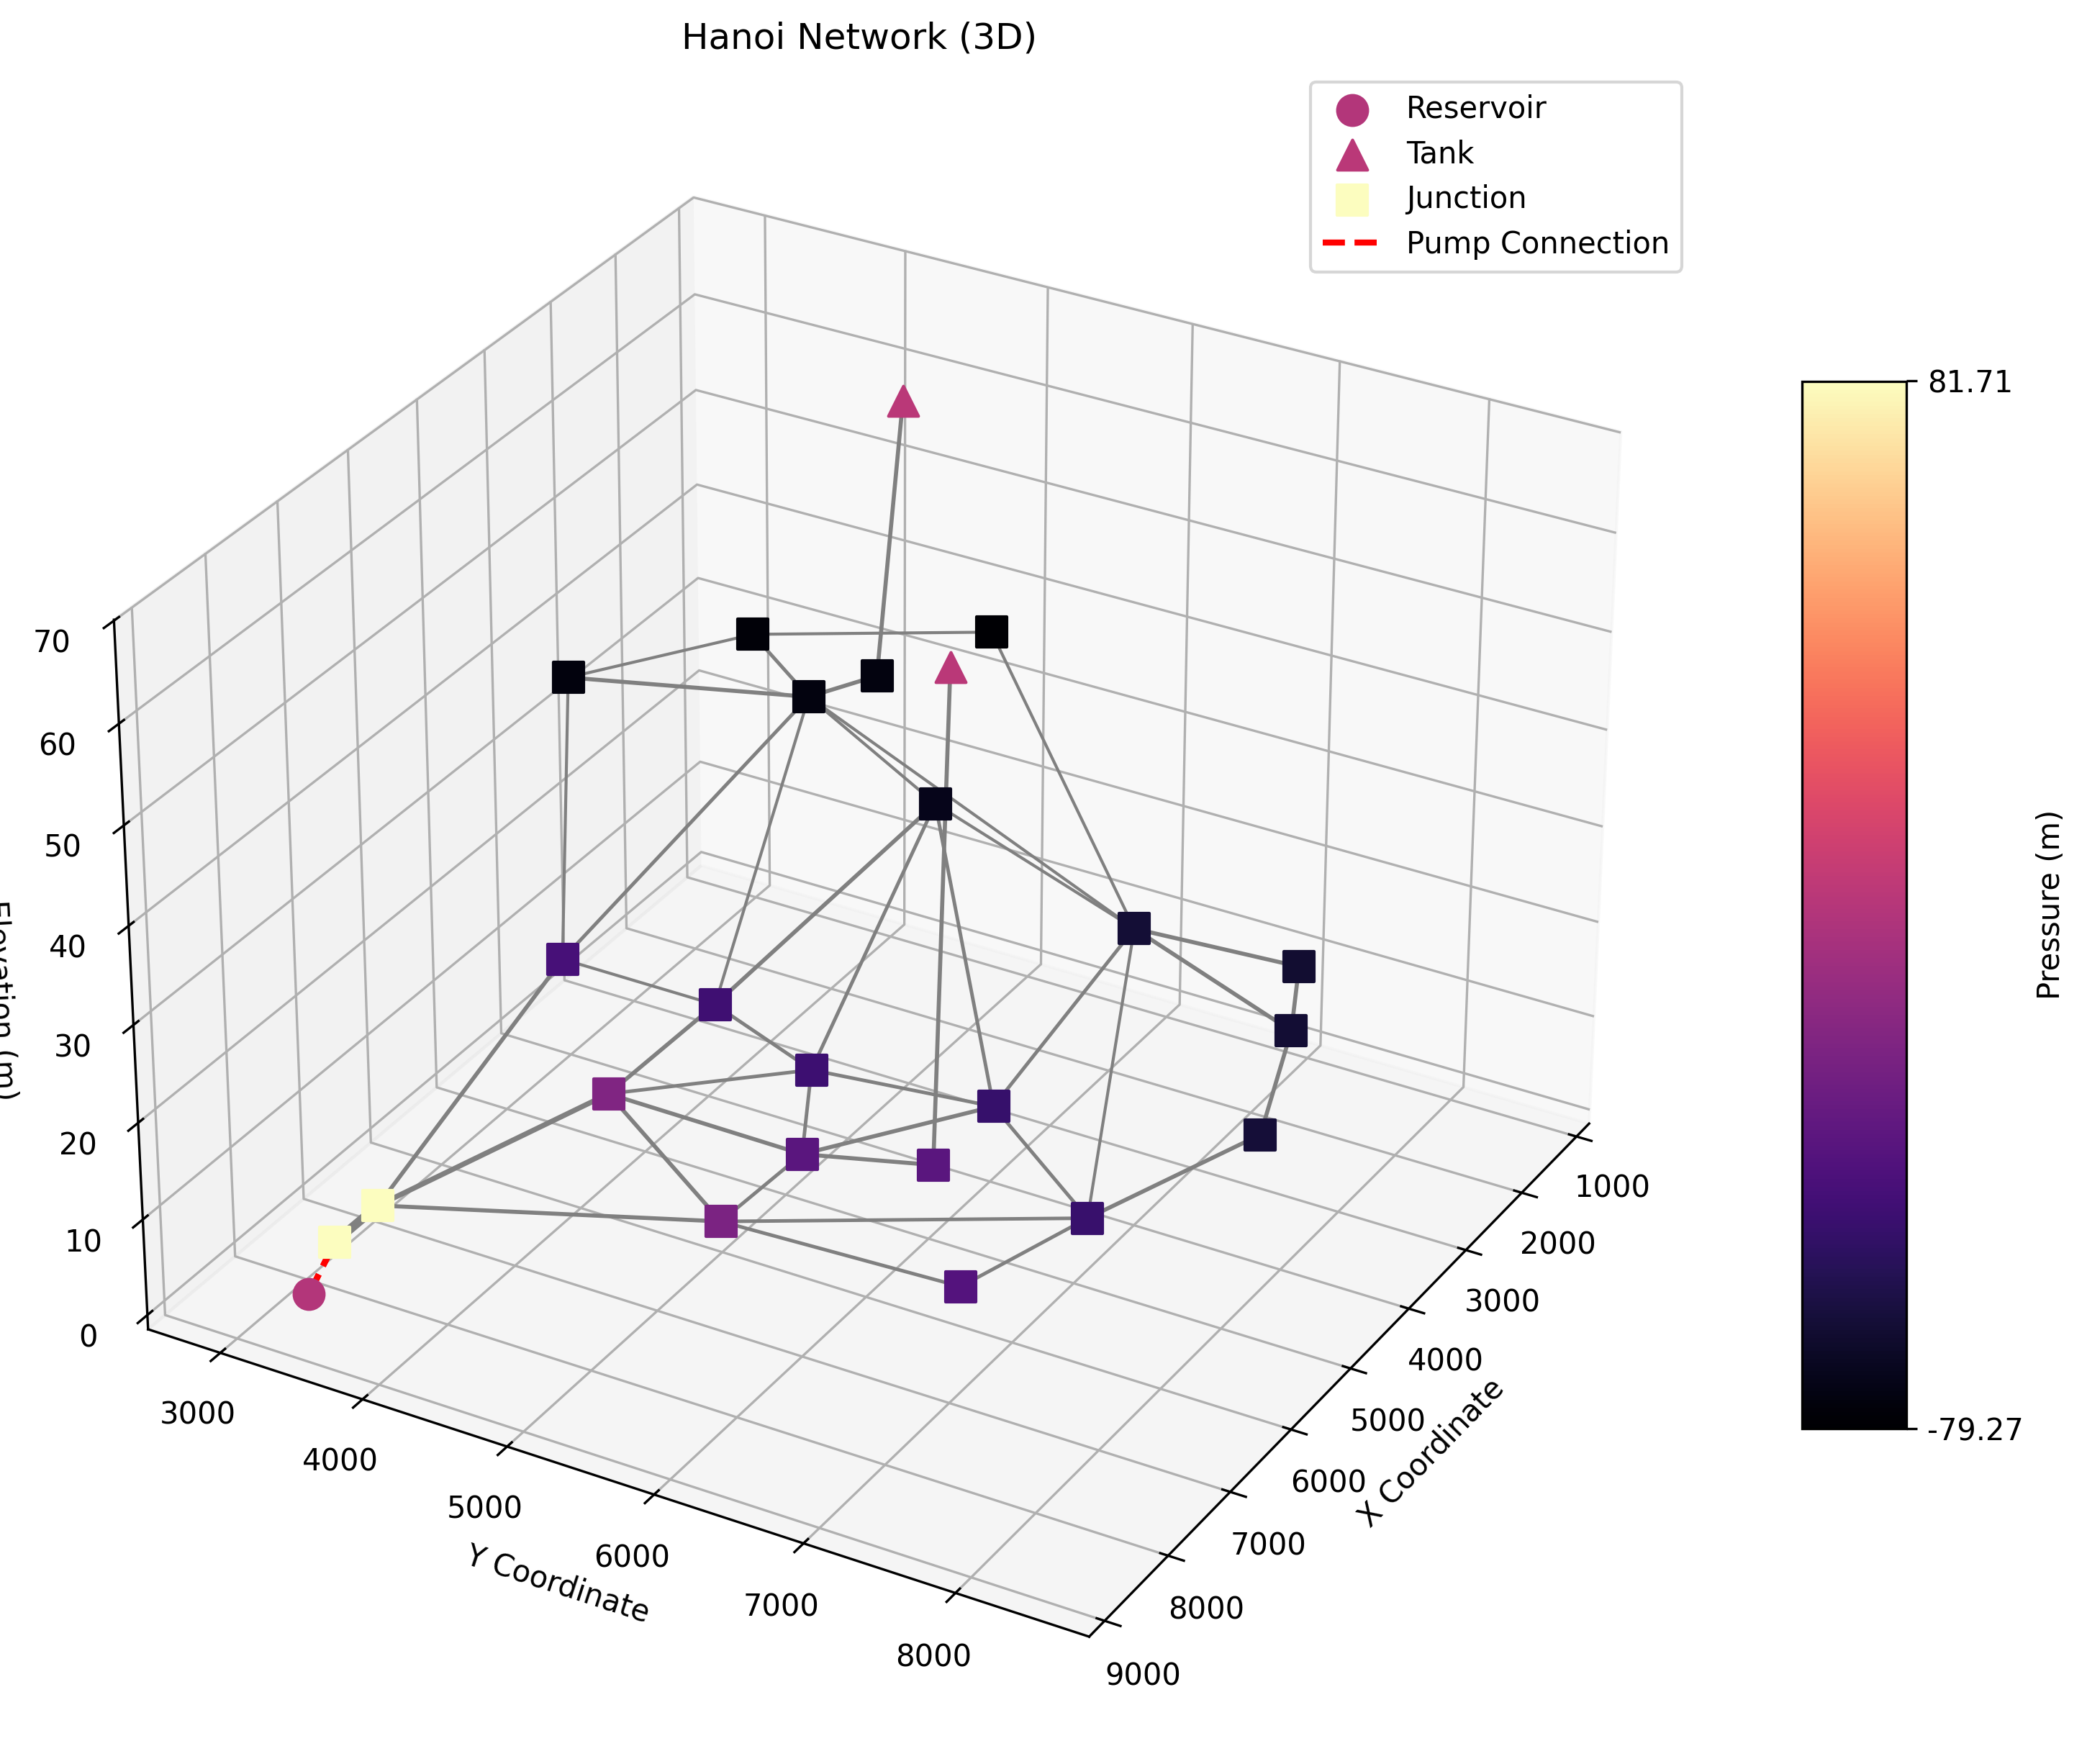 Hanoi Network (3D)
Reservoir
Tank
Junction
Pump Connection
81.71
-79.27
Pressure (m)
70
60
50
40
30
20
10
0
Elevation (m)
3000
4000
5000
6000
7000
8000
Y Coordinate
1000
2000
3000
4000
5000
6000
7000
8000
9000
X Coordinate